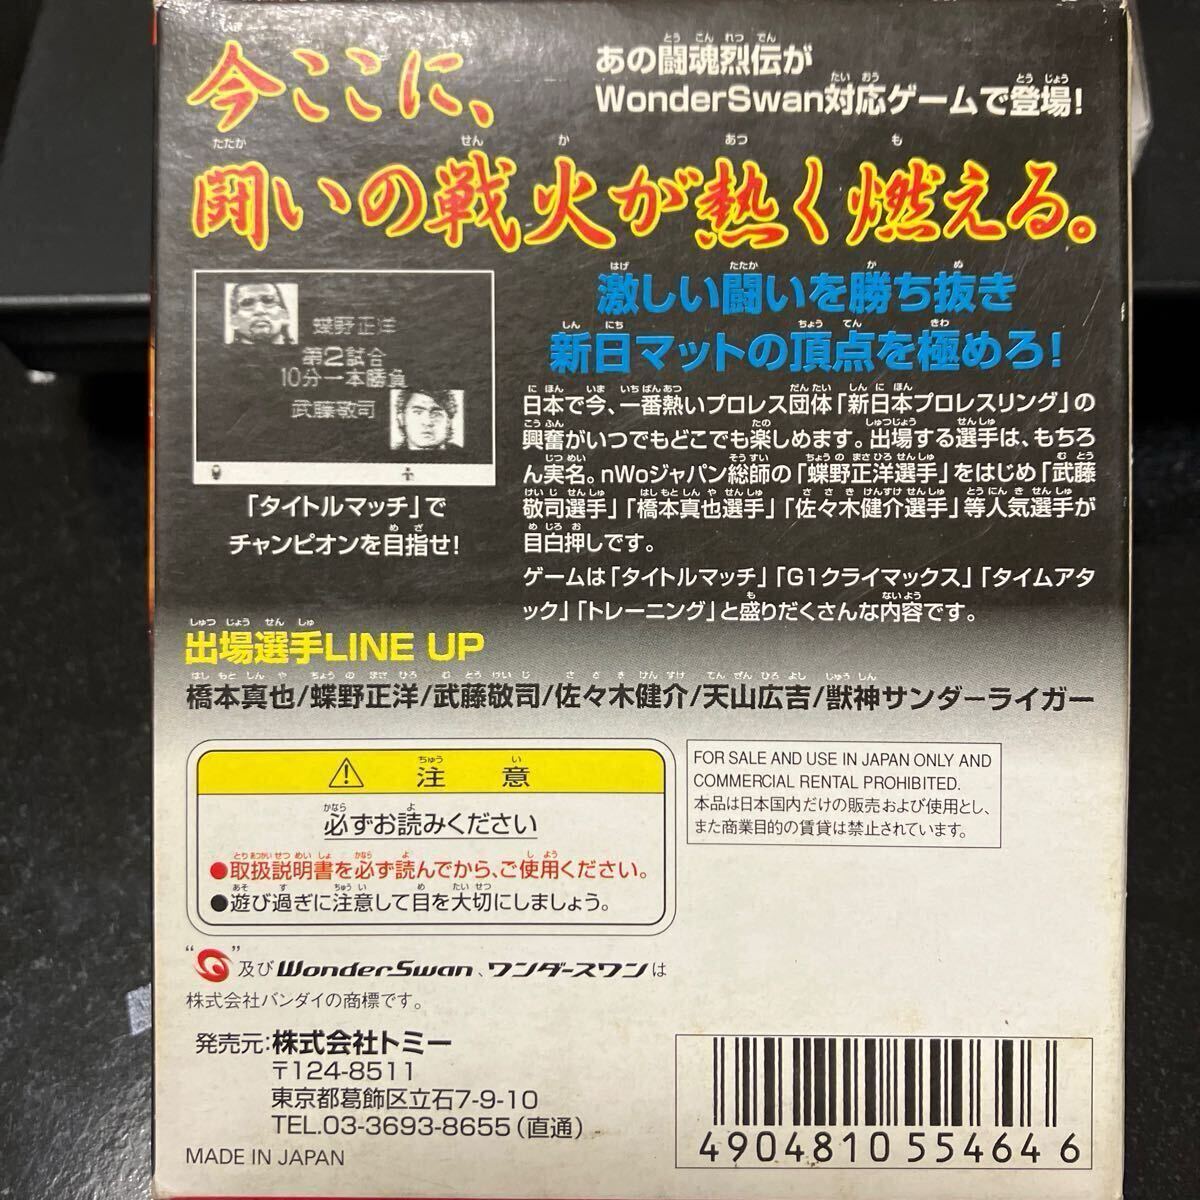 今ここに、
闘いの戦火が熱く燃える。
あの闘魂烈伝が
WonderSwan対応ゲームで登場!
激しい闘いを勝ち抜き
新日マットの頂点を極めろ!
蝶野正洋
第2試合
10分一本勝負
武藤敬司
「タイトルマッチ」で
チャンピオンを目指せ!
日本で今、一番熱いプロレス団体「新日本プロレスリング」の
興奮がいつでもどこでも楽しめます。出場する選手は、もちろ
ん実名。nWoジャパン総師の「蝶野正洋選手」をはじめ「武藤
敬司選手」「橋本真也選手」「佐々木健介選手」等人気選手が
目白押しです。
ゲームは「タイトルマッチ」「G1クライマックス」「タイムアタ
ック」「トレーニング」と盛りだくさんな内容です。
出場選手LINE UP
橋本真也/蝶野正洋/武藤敬司/佐々木健介/天山広吉/獣神サンダーライガー
⚠ 注意
必ずお読みください
●取扱説明書を必ず読んでから、ご使用ください。
●遊び過ぎに注意して目を大切にしましょう。
FOR SALE AND USE IN JAPAN ONLY AND
COMMERCIAL RENTAL PROHIBITED.
本品は日本国内だけの販売および使用とし、
また商業目的の賃貸は禁止されています。
“ ”及びWonderSwan、ワンダースワンは
株式会社バンダイの商標です。
発売元:株式会社トミー
〒124-8511
東京都葛飾区立石7-9-10
TEL.03-3693-8655(直通)
MADE IN JAPAN
4904810 554646